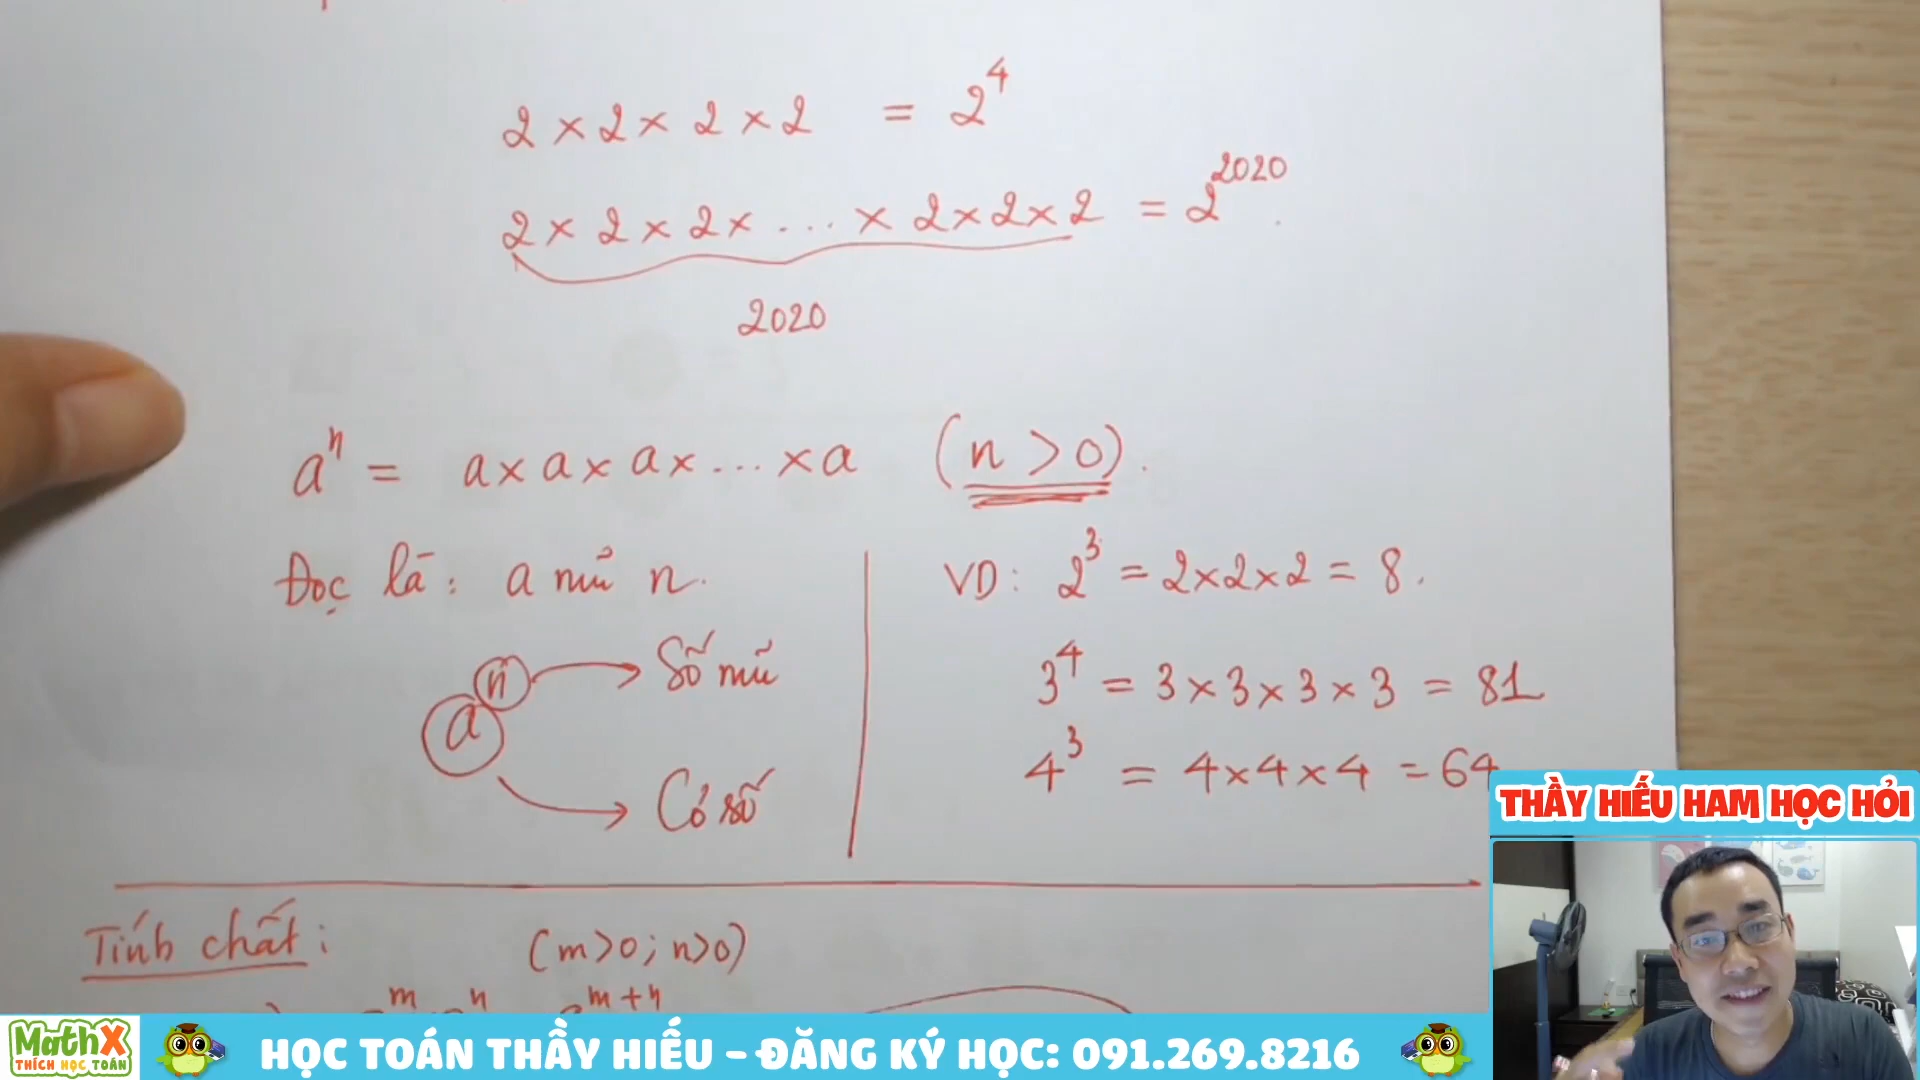 2 × 2 × 2 × 2 = 2⁴
2 × 2 × 2 × ... × 2 × 2 × 2 = 2²⁰²⁰
2020
aⁿ = a × a × a × ... × a (n > 0).
Đọc là: a mũ n.
VD: 2³ = 2 × 2 × 2 = 8.
aⁿ
Số mũ
Cơ số
3⁴ = 3 × 3 × 3 × 3 = 81
4³ = 4 × 4 × 4 = 64
THẦY HIẾU HAM HỌC HỎI
Tính chất: (m>0; n>0)
m n m+n
MathX
THÍCH HỌC TOÁN
HỌC TOÁN THẦY HIẾU - ĐĂNG KÝ HỌC: 091.269.8216